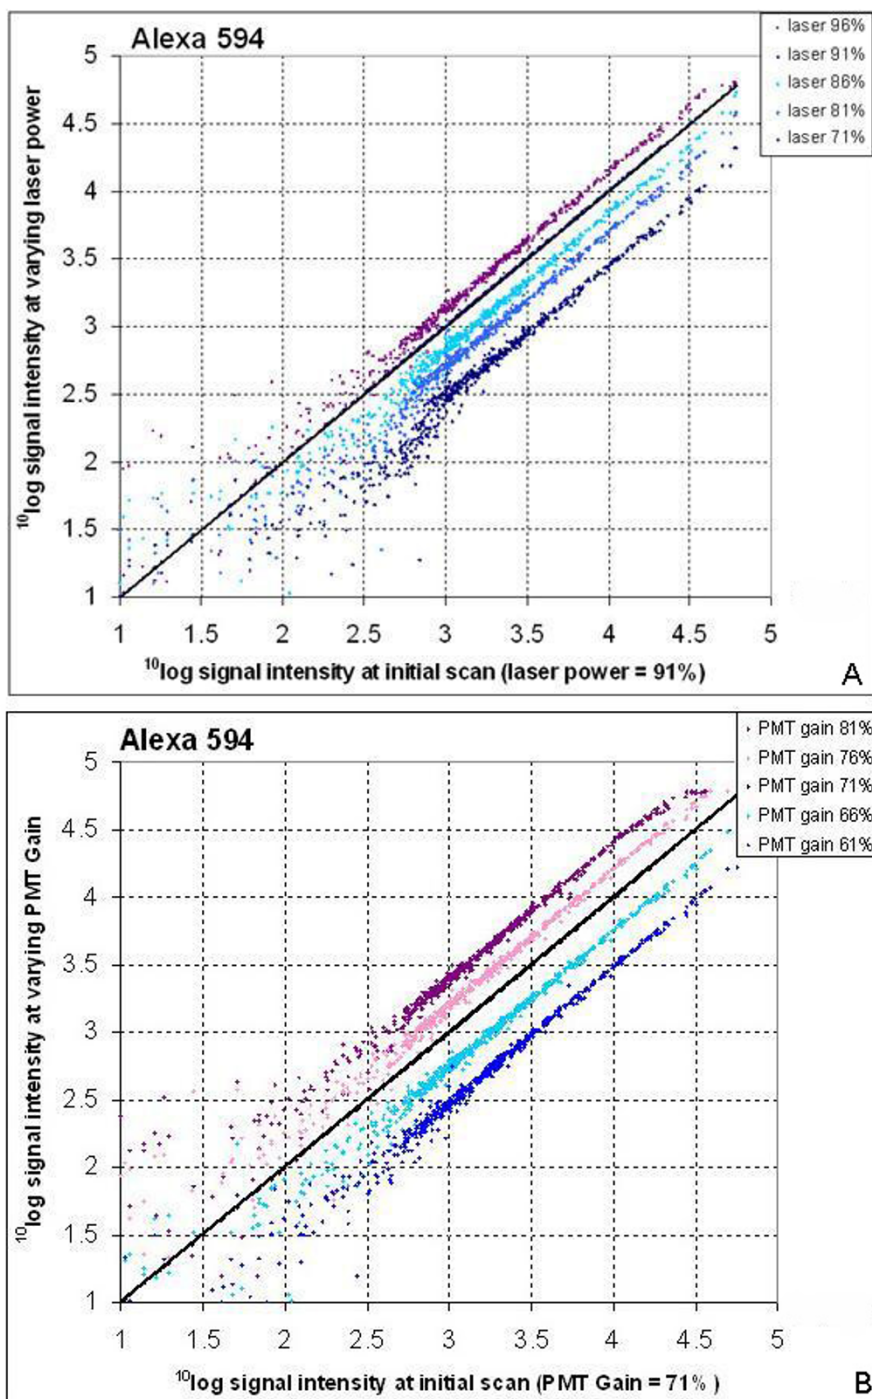 Alexa 594
laser 96%
laser 91%
laser 86%
laser 81%
laser 71%
5
4.5
4
3.5
3
2.5
2
1.5
1
10log signal intensity at varying laser power
1 1.5 2 2.5 3 3.5 4 4.5 5
10log signal intensity at initial scan (laser power = 91%)
A
Alexa 594
PMT gain 81%
PMT gain 76%
PMT gain 71%
PMT gain 66%
PMT gain 61%
5
4.5
4
3.5
3
2.5
2
1.5
1
10log signal intensity at varying PMT Gain
1 1.5 2 2.5 3 3.5 4 4.5 5
10log signal intensity at initial scan (PMT Gain = 71% )
B